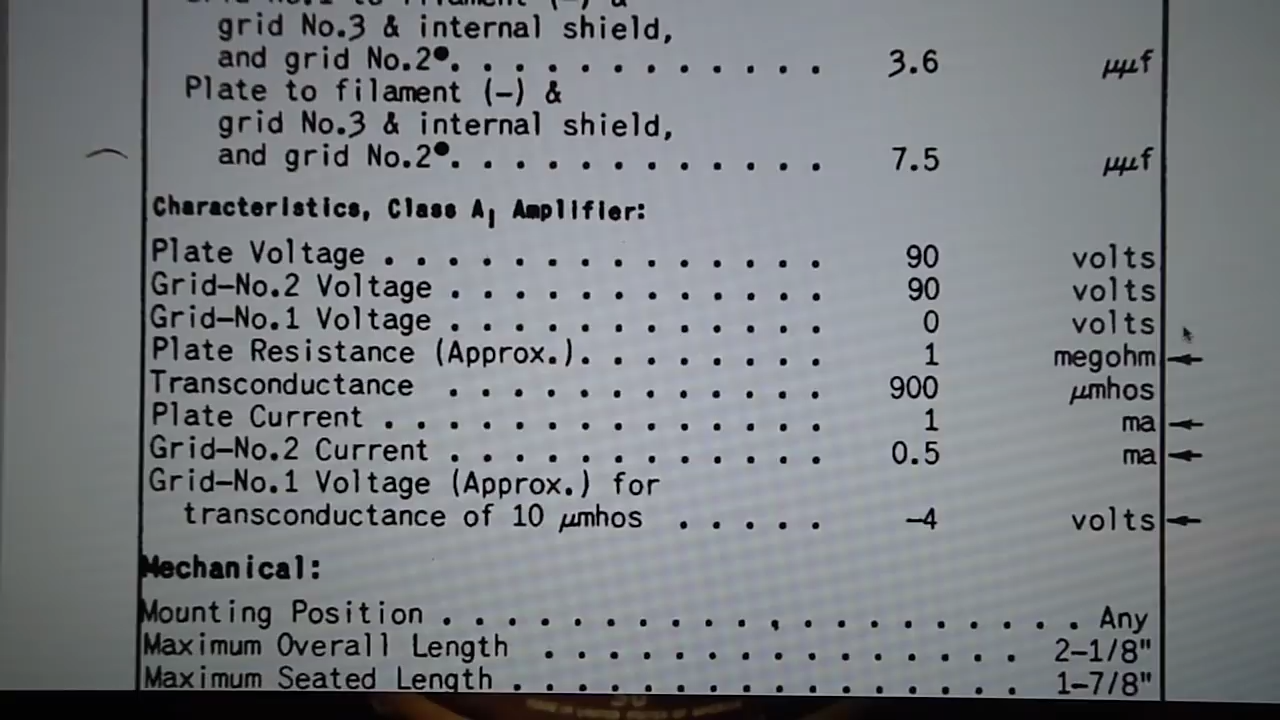 grid No.3 & internal shield,
and grid No.2●. . . . . . . . . . . . 3.6 μμf
Plate to filament (–) &
grid No.3 & internal shield,
and grid No.2●. . . . . . . . . . . . 7.5 μμf
Characteristics, Class A₁ Amplifier:
Plate Voltage . . . . . . . . . . . . . . 90 volts
Grid–No.2 Voltage . . . . . . . . . . . . 90 volts
Grid–No.1 Voltage . . . . . . . . . . . . 0 volts
Plate Resistance (Approx.). . . . . . . . 1 megohm ←
Transconductance . . . . . . . . . . . . 900 μmhos
Plate Current . . . . . . . . . . . . . . 1 ma ←
Grid–No.2 Current . . . . . . . . . . . . 0.5 ma ←
Grid–No.1 Voltage (Approx.) for
transconductance of 10 μmhos . . . . . –4 volts ←
Mechanical:
Mounting Position . . . . . . . . . . . . . . . . . . . . Any
Maximum Overall Length . . . . . . . . . . . . . . . 2–1/8"
Maximum Seated Length . . . . . . . . . . . . . . . . 1–7/8"